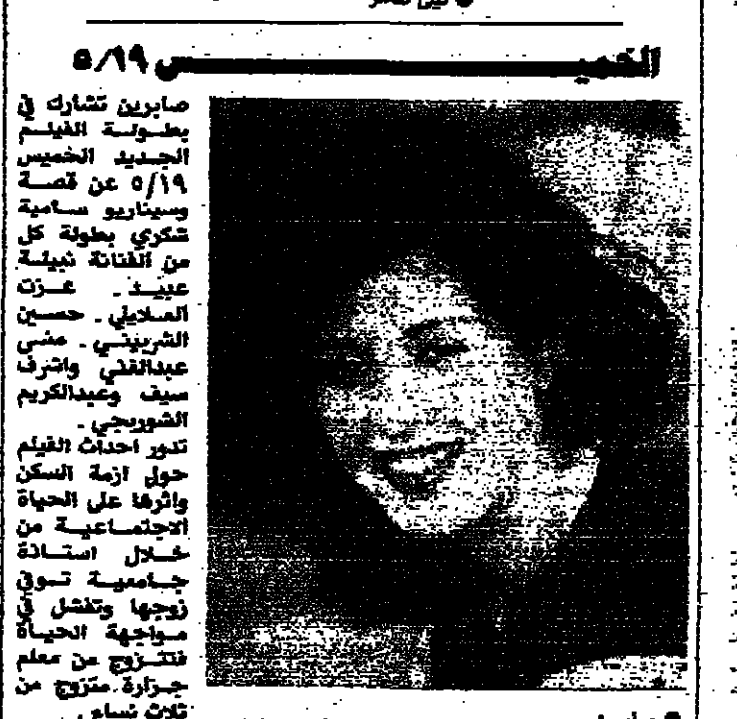 الخميس ٥/١٩
صابرين تشارك في
بطولة الفيلم
الجديد الخميس
٥/١٩ عن قصة
وسيناريو سامية
شكري بطولة كل
من الفنانة نبيلة
عبيد ـ عزت
العلايلي ـ حسين
الشربيني ـ منى
عبدالغني واشرف
سيف وعبدالكريم
الشوربجي ـ
تدور احداث الفيلم
حول ازمة السكن
واثرها على الحياة
الاجتماعية من
خلال استاذة
جامعية توفي
زوجها وتفشل في
مواجهة الحياة
فتتزوج من معلم
جزارة متزوج من
ثلاث نساء .